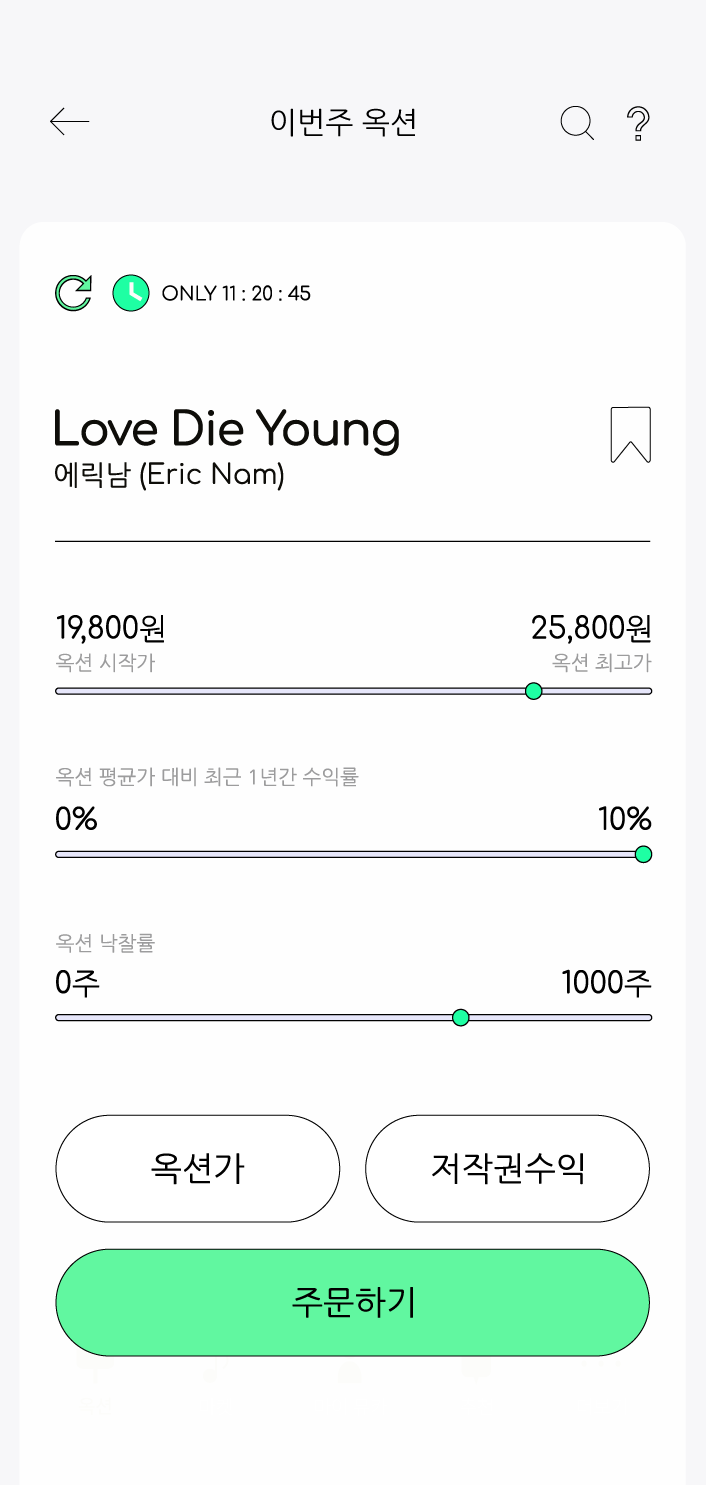 이번주 옥션
ONLY 11 : 20 : 45
Love Die Young
에릭남 (Eric Nam)
19,800원 25,800원
옥션 시작가 옥션 최고가
옥션 평균가 대비 최근 1년간 수익률
0% 10%
옥션 낙찰률
0주 1000주
옥션가 저작권수익
주문하기